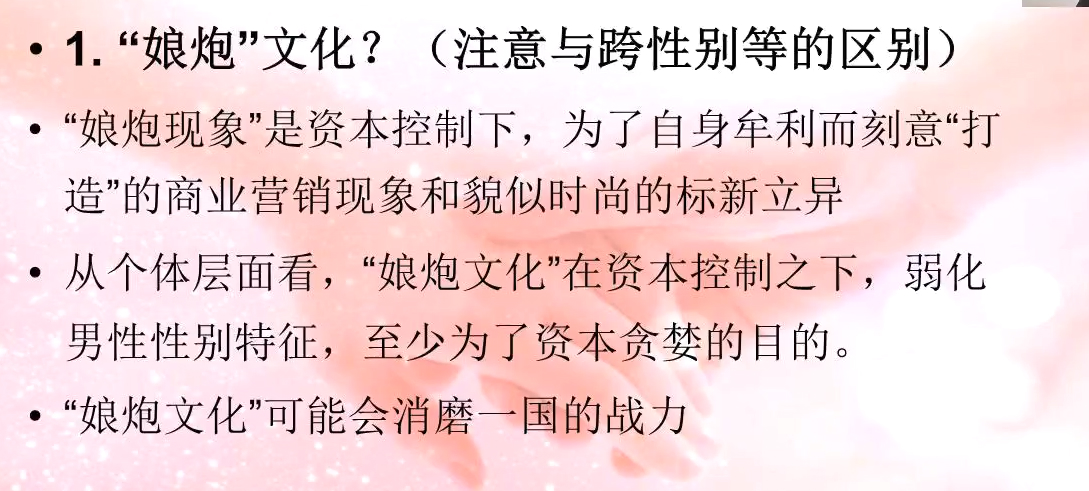 • 1. “娘炮”文化？（注意与跨性别等的区别）
• “娘炮现象”是资本控制下，为了自身牟利而刻意“打
造”的商业营销现象和貌似时尚的标新立异
• 从个体层面看，“娘炮文化”在资本控制之下，弱化
男性性别特征，至少为了资本贪婪的目的。
• “娘炮文化”可能会消磨一国的战力